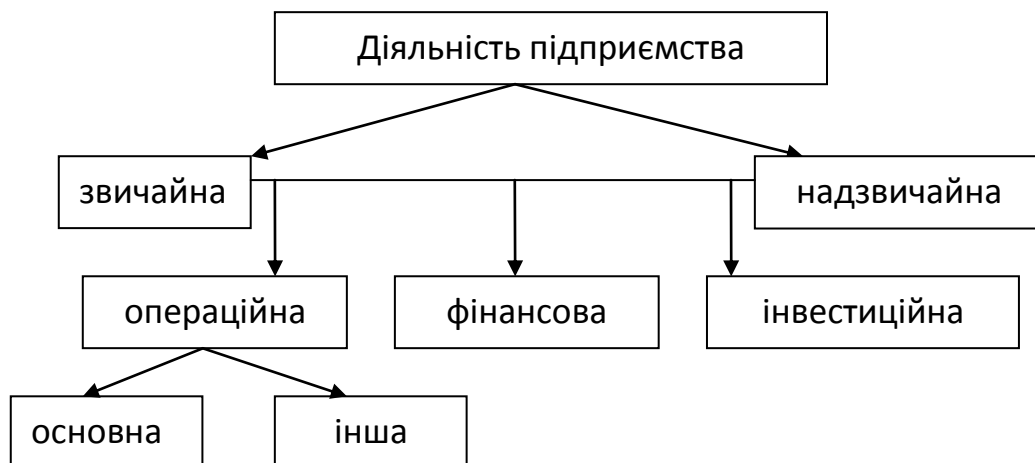 Діяльність підприємства
звичайна
надзвичайна
операційна
фінансова
інвестиційна
основна
інша